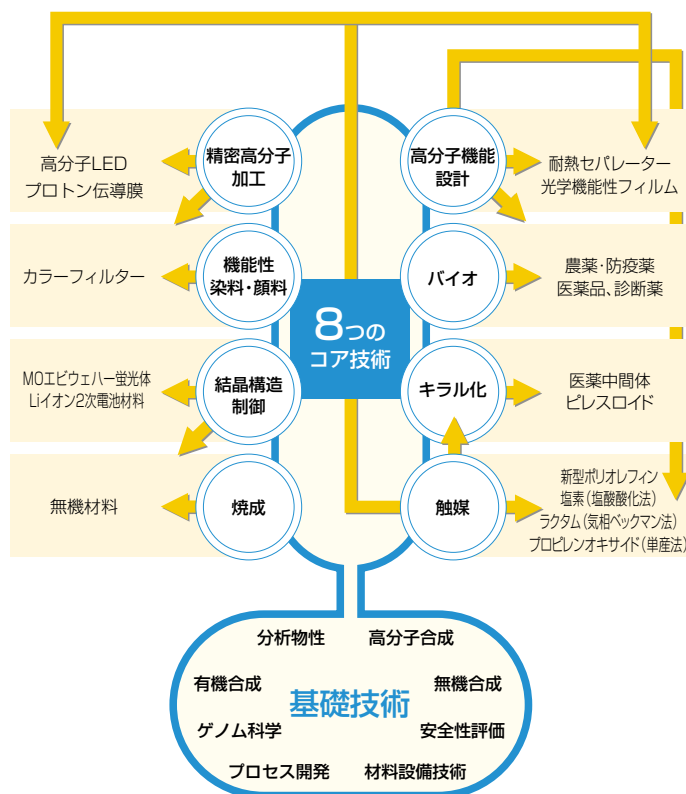 高分子LED
プロトン伝導膜
精密高分子
加工
高分子機能
設計
耐熱セパレーター
光学機能性フィルム
カラーフィルター
機能性
染料・顔料
バイオ
農薬・防疫薬
医薬品、診断薬
8つの
コア技術
MOエピウェハー蛍光体
Liイオン2次電池材料
結晶構造
制御
キラル化
医薬中間体
ピレスロイド
無機材料
焼成
触媒
新型ポリオレフィン
塩素（塩酸酸化法）
ラクタム（気相ベックマン法）
プロピレンオキサイド（単産法）
分析物性
高分子合成
有機合成
無機合成
基礎技術
ゲノム科学
安全性評価
プロセス開発
材料設備技術